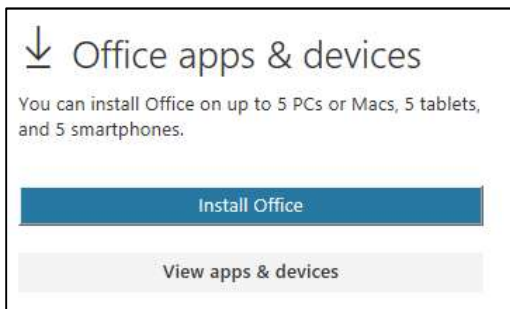 Office apps & devices
You can install Office on up to 5 PCs or Macs, 5 tablets,
and 5 smartphones.
Install Office
View apps & devices